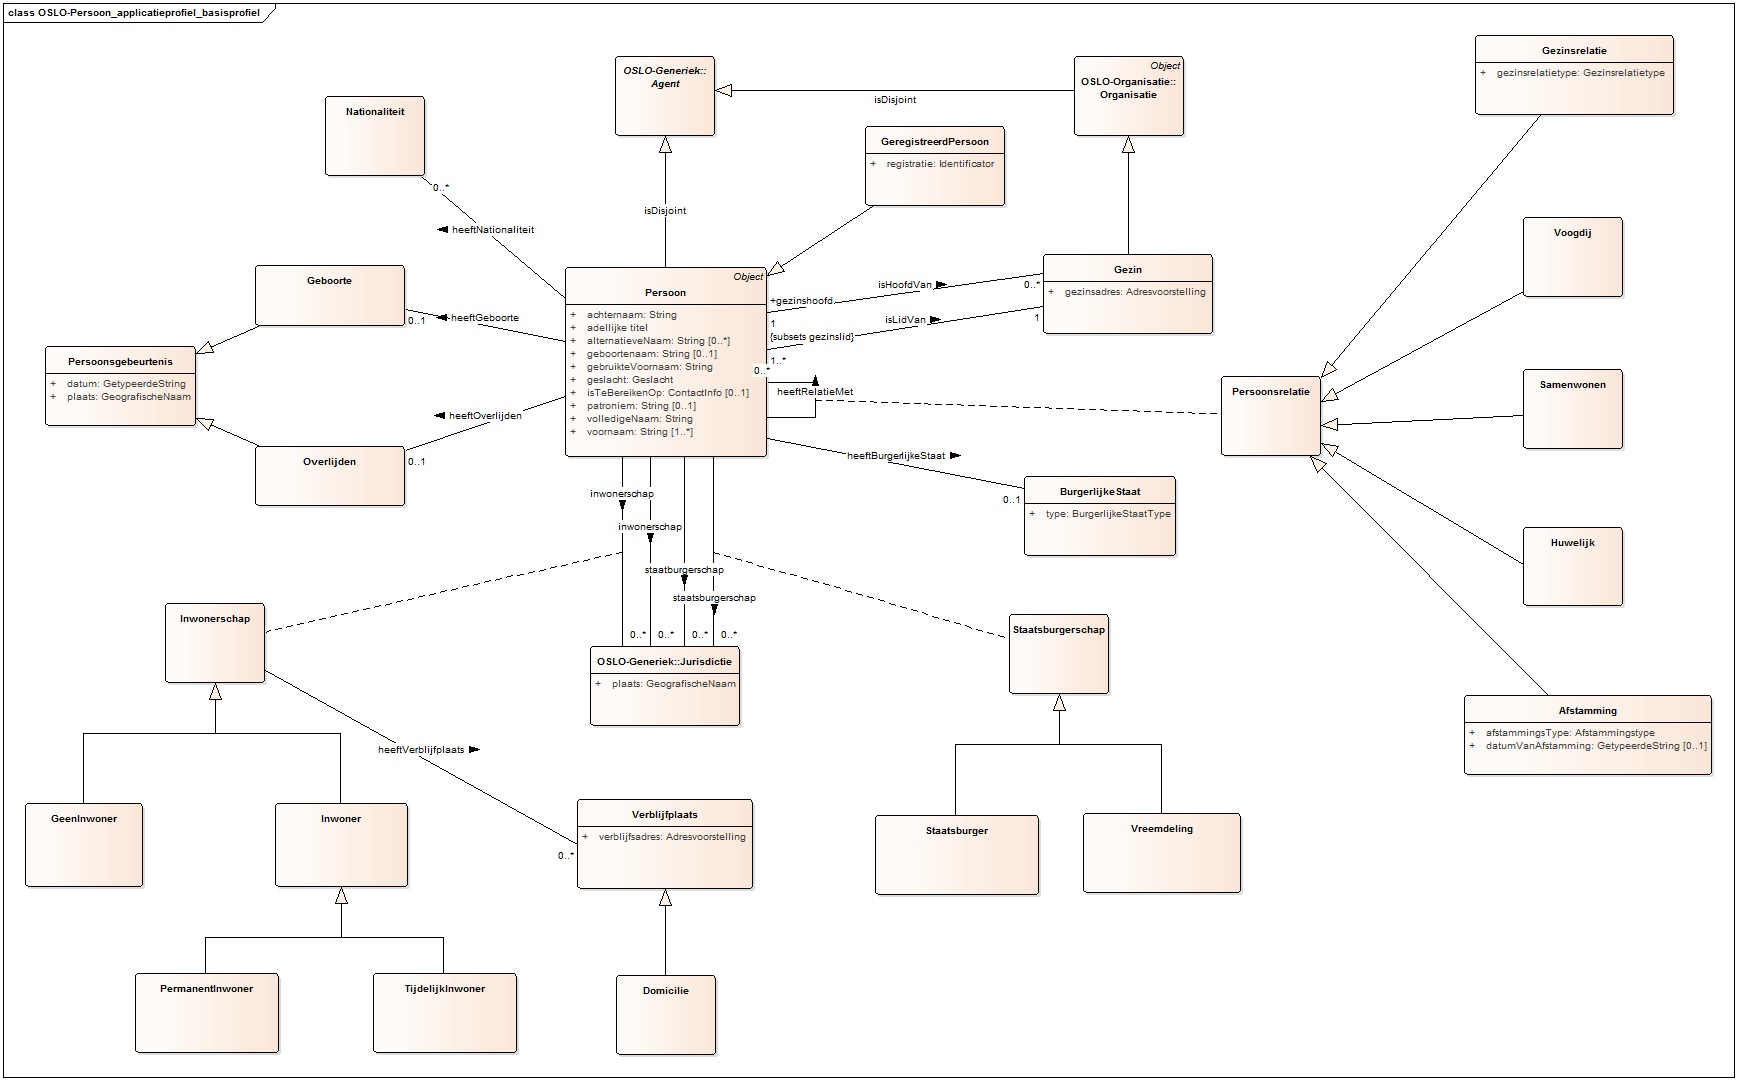 class OSLO-Persoon_applicatieprofiel_basisprofiel
OSLO-Generiek::
Agent
Object
OSLO-Organisatie::
Organisatie
isDisjoint
Gezinsrelatie
+ gezinsrelatietype: Gezinsrelatietype
Nationaliteit
0..*
heeftNationaliteit
isDisjoint
GeregistreerdPersoon
+ registratie: Identificator
Voogdij
Geboorte
0..1
heeftGeboorte
Object
Persoon
+ achternaam: String
+ adellijke titel
+ alternatieveNaam: String [0..*]
+ geboortenaam: String [0..1]
+ gebruikteVoornaam: String
+ geslacht: Geslacht
+ isTeBereikenOp: ContactInfo [0..1]
+ patroniem: String [0..1]
+ volledigeNaam: String
+ voornaam: String [1..*]
+gezinshoofd
1
isHoofdVan
0..*
{subsets gezinslid}
1..*
isLidVan
1
Gezin
+ gezinsadres: Adresvoorstelling
0..*
heeftRelatieMet
Persoonsgebeurtenis
+ datum: GetypeerdeString
+ plaats: GeografischeNaam
heeftOverlijden
0..1
Overlijden
Persoonsrelatie
Samenwonen
heeftBurgerlijkeStaat
0..1
BurgerlijkeStaat
+ type: BurgerlijkeStaatType
Huwelijk
inwonerschap
inwonerschap
staatburgerschap
staatsburgerschap
0..*
0..*
0..*
0..*
Inwonerschap
OSLO-Generiek::Jurisdictie
+ plaats: GeografischeNaam
Staatsburgerschap
Afstamming
+ afstammingsType: Afstammingstype
+ datumVanAfstamming: GetypeerdeString [0..1]
heeftVerblijfplaats
0..*
GeenInwoner
Inwoner
Verblijfplaats
+ verblijfsadres: Adresvoorstelling
Staatsburger
Vreemdeling
PermanentInwoner
TijdelijkInwoner
Domicilie